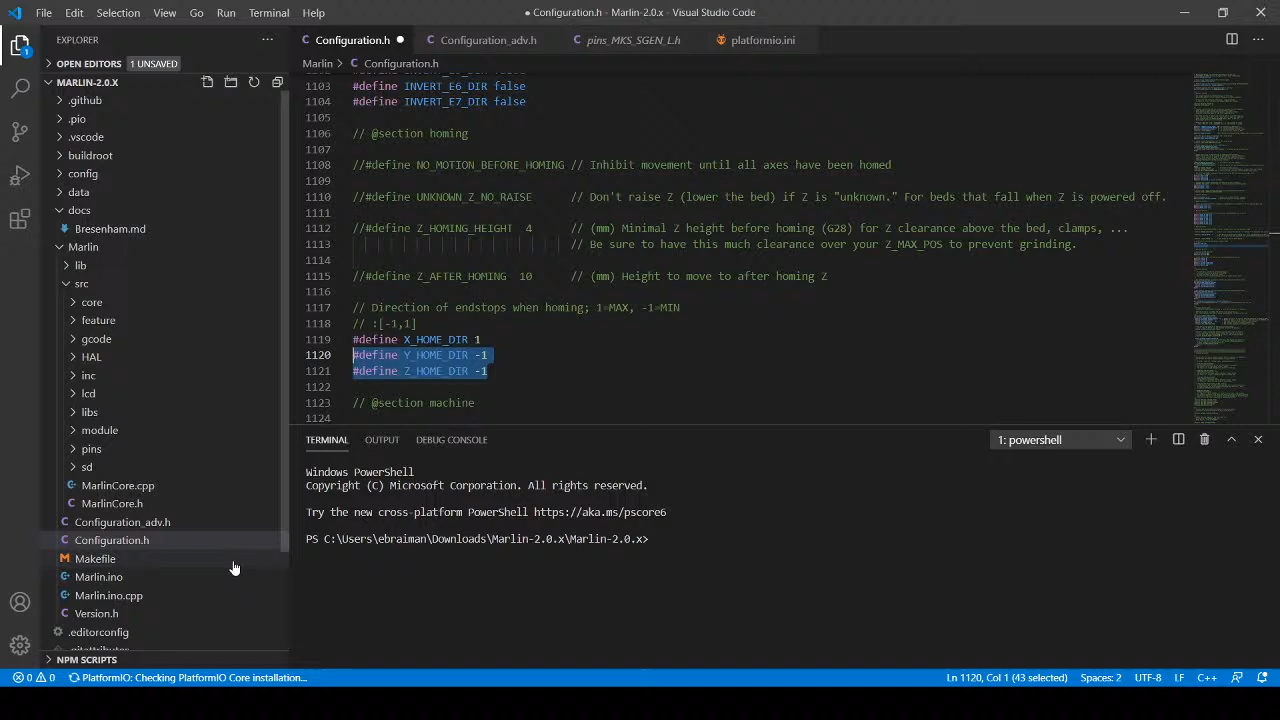 File Edit Selection View Go Run Terminal Help
● Configuration.h - Marlin-2.0.x - Visual Studio Code
EXPLORER
OPEN EDITORS 1 UNSAVED
MARLIN-2.0.X
.github
.pio
.vscode
buildroot
config
data
docs
Bresenham.md
Marlin
lib
src
core
feature
gcode
HAL
inc
lcd
libs
module
pins
sd
MarlinCore.cpp
MarlinCore.h
Configuration_adv.h
Configuration.h
Makefile
Marlin.ino
Marlin.ino.cpp
Version.h
.editorconfig
.gitattributes
NPM SCRIPTS
Configuration.h ● Configuration_adv.h pins_MKS_SGEN_L.h platformio.ini
Marlin > Configuration.h
1103 #define INVERT_E6_DIR false
1104 #define INVERT_E7_DIR false
1105
1106 // @section homing
1107
1108 //#define NO_MOTION_BEFORE_HOMING // Inhibit movement until all axes have been homed
1109
1110 //#define UNKNOWN_Z_NO_RAISE // Don't raise Z (lower the bed) if Z is "unknown." For beds that fall when Z is powered off.
1111
1112 //#define Z_HOMING_HEIGHT 4 // (mm) Minimal Z height before homing (G28) for Z clearance above the bed, clamps, ...
1113 // Be sure to have this much clearance over your Z_MAX_POS to prevent grinding.
1114
1115 //#define Z_AFTER_HOMING 10 // (mm) Height to move to after homing Z
1116
1117 // Direction of endstops when homing; 1=MAX, -1=MIN
1118 // :[-1,1]
1119 #define X_HOME_DIR 1
1120 #define Y_HOME_DIR -1
1121 #define Z_HOME_DIR -1
1122
1123 // @section machine
1124
TERMINAL OUTPUT DEBUG CONSOLE
1: powershell
Windows PowerShell
Copyright (C) Microsoft Corporation. All rights reserved.
Try the new cross-platform PowerShell https://aka.ms/pscore6
PS C:\Users\ebraiman\Downloads\Marlin-2.0.x\Marlin-2.0.x>
0 0 PlatformIO: Checking PlatformIO Core installation...
Ln 1120, Col 1 (43 selected) Spaces: 2 UTF-8 LF C++